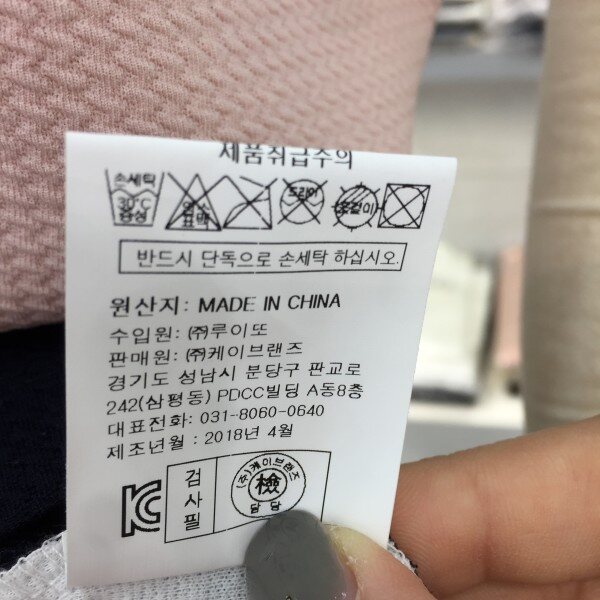 제품취급주의
손세탁
30℃
중성
염소
표백
드라이
옷걸이
반드시 단독으로 손세탁 하십시오.
원산지: MADE IN CHINA
수입원: ㈜루이또
판매원: ㈜케이브랜즈
경기도 성남시 분당구 판교로
242(삼평동) PDCC빌딩 A동8층
대표전화: 031-8060-0640
제조년월 : 2018년 4월
검사필
(주)케이브랜즈
檢
담당